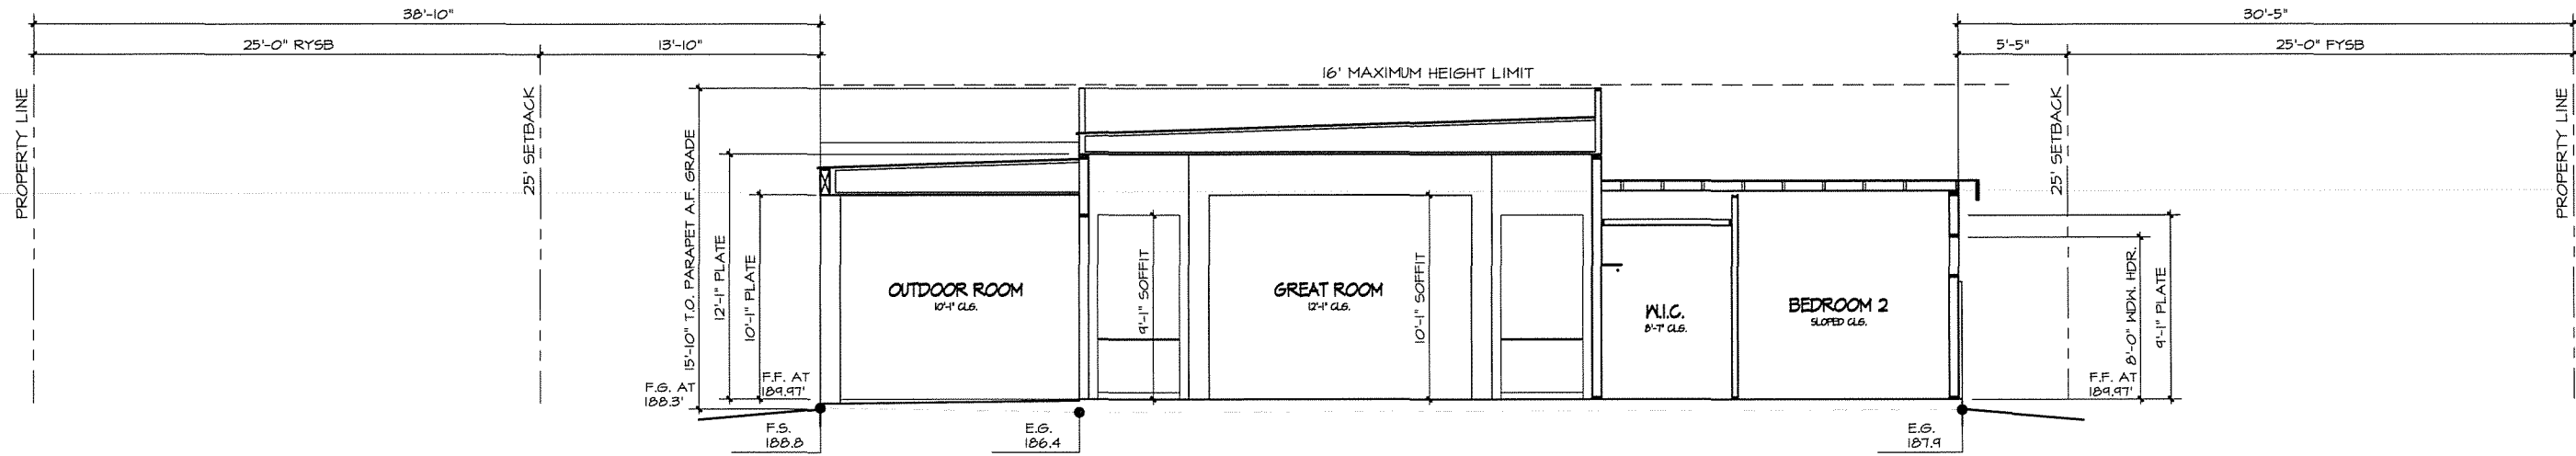 38'-10"
30'-5"
25'-0" RYSB
13'-10"
5'-5"
25'-0" FYSB
16' MAXIMUM HEIGHT LIMIT
PROPERTY LINE
25' SETBACK
15'-10" T.O. PARAPET A.F. GRADE
12'-1" PLATE
10'-1" PLATE
OUTDOOR ROOM
10'-1" CLG.
9'-1" SOFFIT
GREAT ROOM
12'-1" CLG.
10'-1" SOFFIT
W.I.C.
8'-7" CLG.
BEDROOM 2
SLOPED CLG.
25' SETBACK
8'-0" WDW. HDR.
9'-1" PLATE
PROPERTY LINE
F.G. AT
188.3'
F.F. AT
189.97'
F.F. AT
189.97'
F.S.
188.8
E.G.
186.4
E.G.
187.9